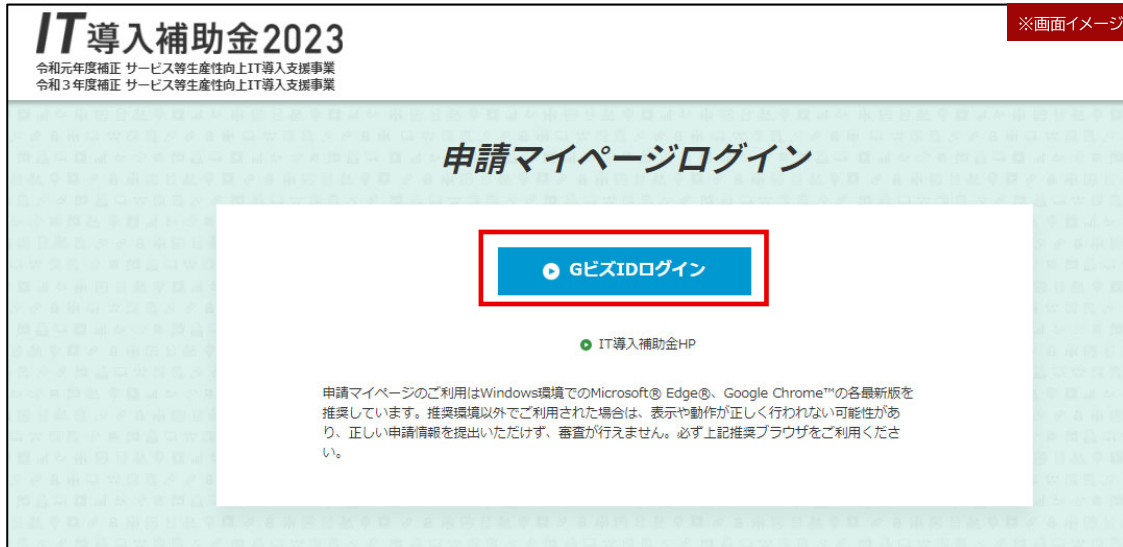 IT導入補助金2023
令和元年度補正 サービス等生産性向上IT導入支援事業
令和３年度補正 サービス等生産性向上IT導入支援事業
※画面イメージ
申請マイページログイン
GビズIDログイン
IT導入補助金HP
申請マイページのご利用はWindows環境でのMicrosoft® Edge®、Google Chrome™の各最新版を
推奨しています。推奨環境以外でご利用された場合は、表示や動作が正しく行われない可能性があ
り、正しい申請情報を提出いただけず、審査が行えません。必ず上記推奨ブラウザをご利用くださ
い。